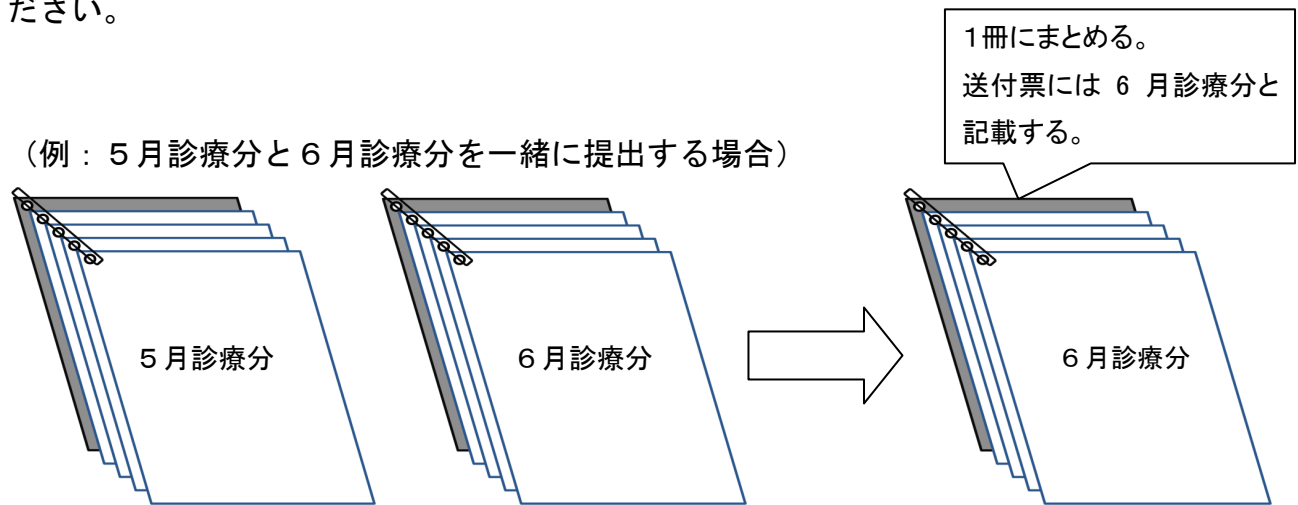 ださい。
1冊にまとめる。
送付票には 6 月診療分と
記載する。
（例：５月診療分と６月診療分を一緒に提出する場合）
５月診療分
６月診療分
６月診療分